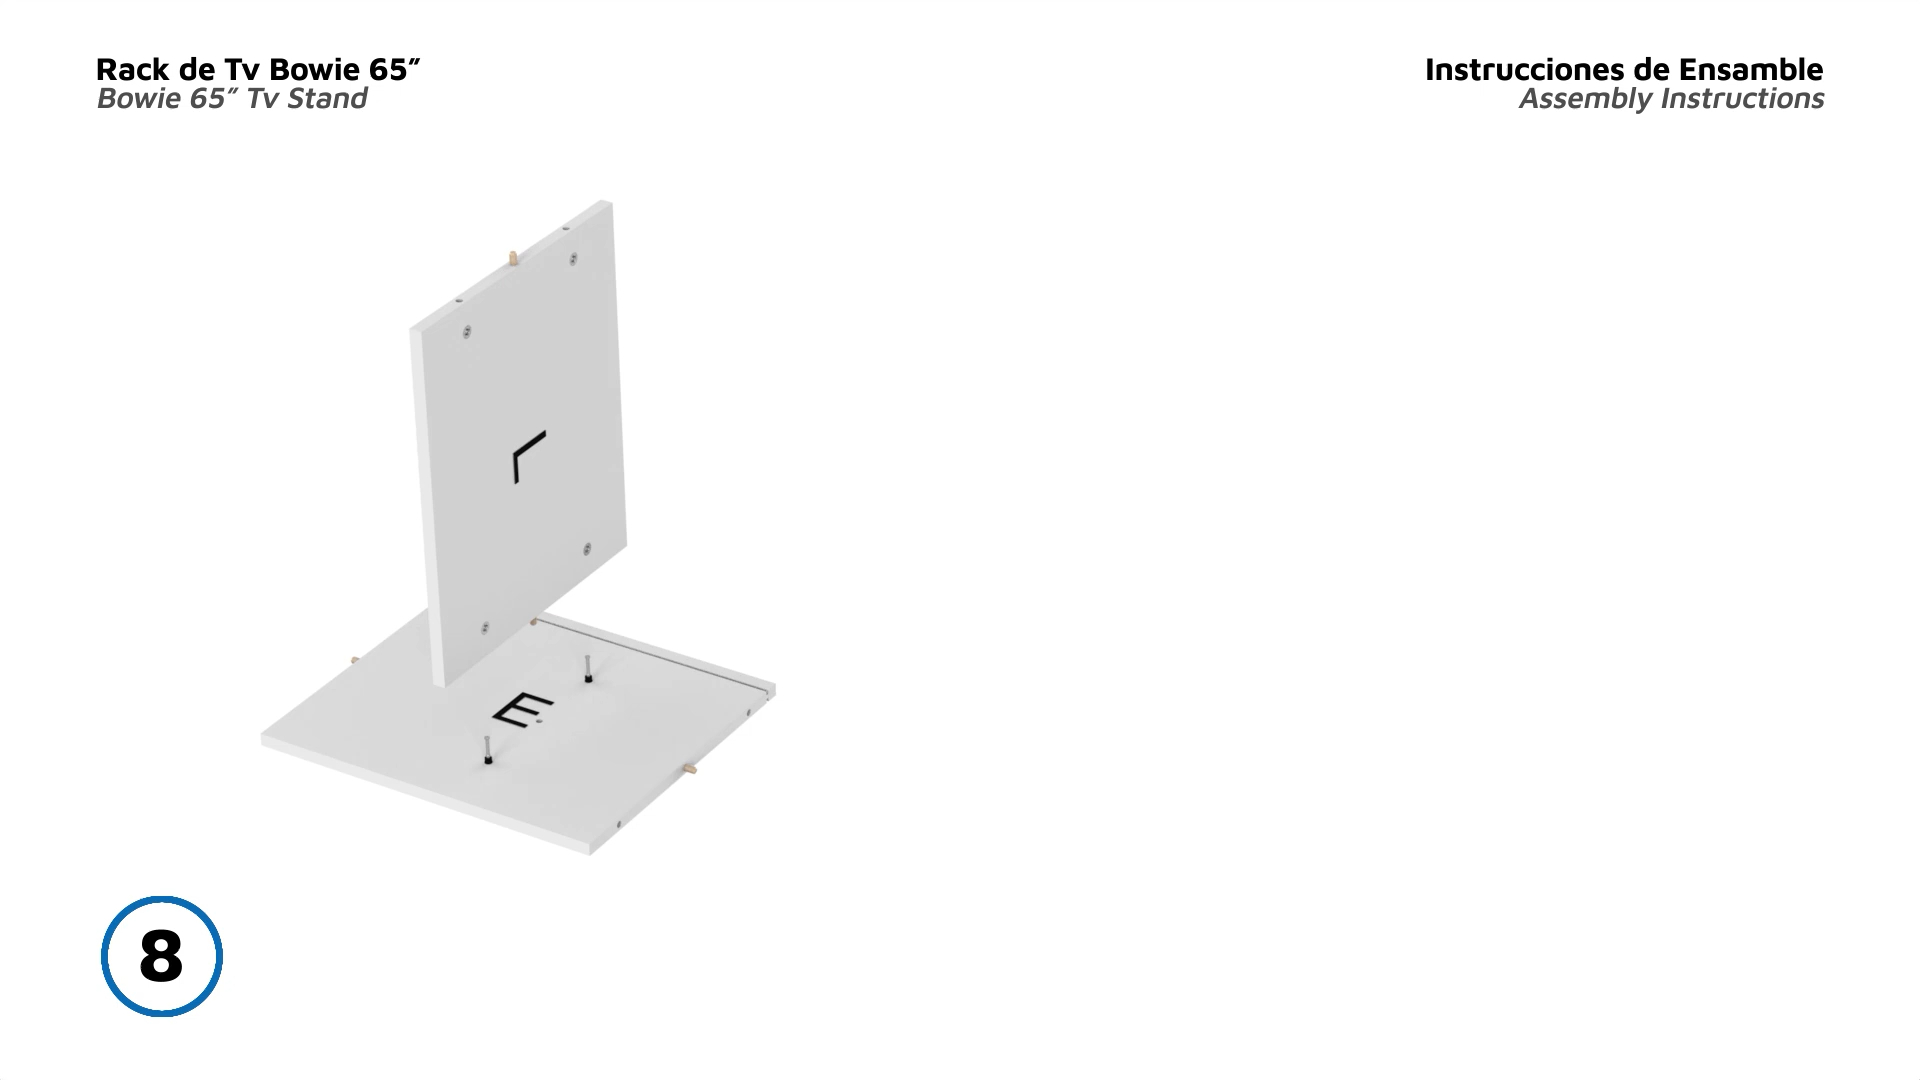 Rack de Tv Bowie 65”
Bowie 65” Tv Stand
Instrucciones de Ensamble
Assembly Instructions
L
E
8